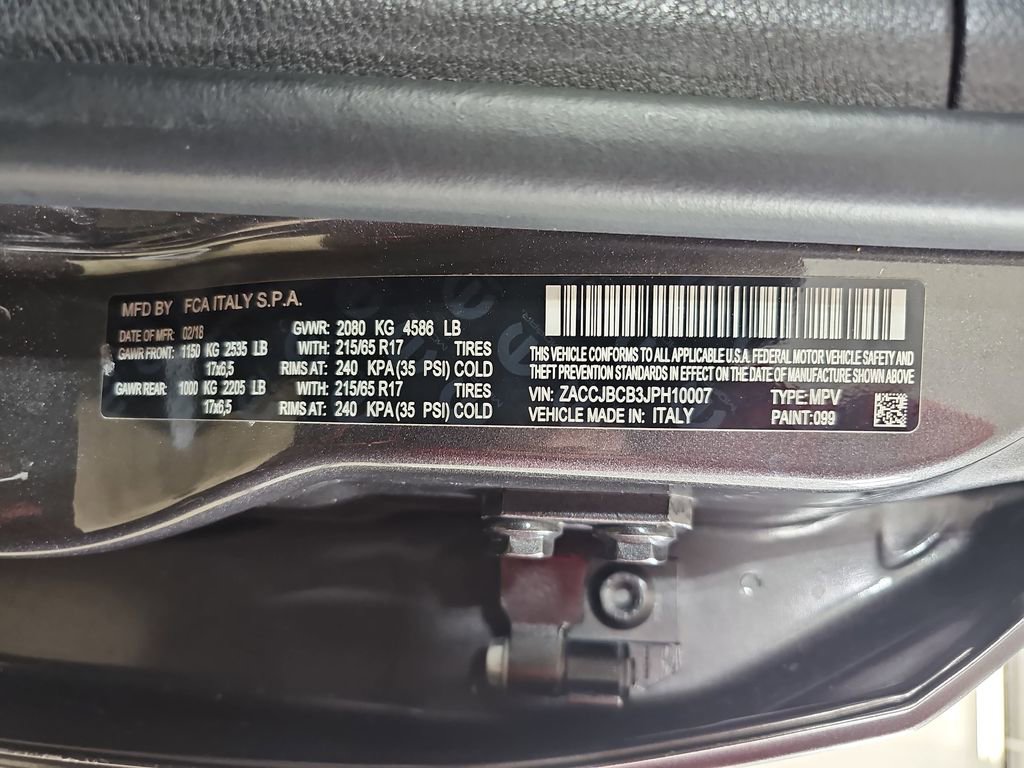 MFD BY FCA ITALY S.P.A.
DATE OF MFR: 02/18 GVWR: 2080 KG 4586 LB
GAWR FRONT: 1150 KG 2535 LB WITH: 215/65 R17 TIRES
17x6,5 RIMS AT: 240 KPA (35 PSI) COLD
GAWR REAR: 1000 KG 2205 LB WITH: 215/65 R17 TIRES
17x6,5 RIMS AT: 240 KPA (35 PSI) COLD
THIS VEHICLE CONFORMS TO ALL APPLICABLE U.S.A. FEDERAL MOTOR VEHICLE SAFETY AND
THEFT PREVENTION STANDARDS IN EFFECT ON THE DATE OF MANUFACTURE SHOWN ABOVE
VIN: ZACCJBCB3JPH10007 TYPE: MPV
VEHICLE MADE IN: ITALY PAINT: 099